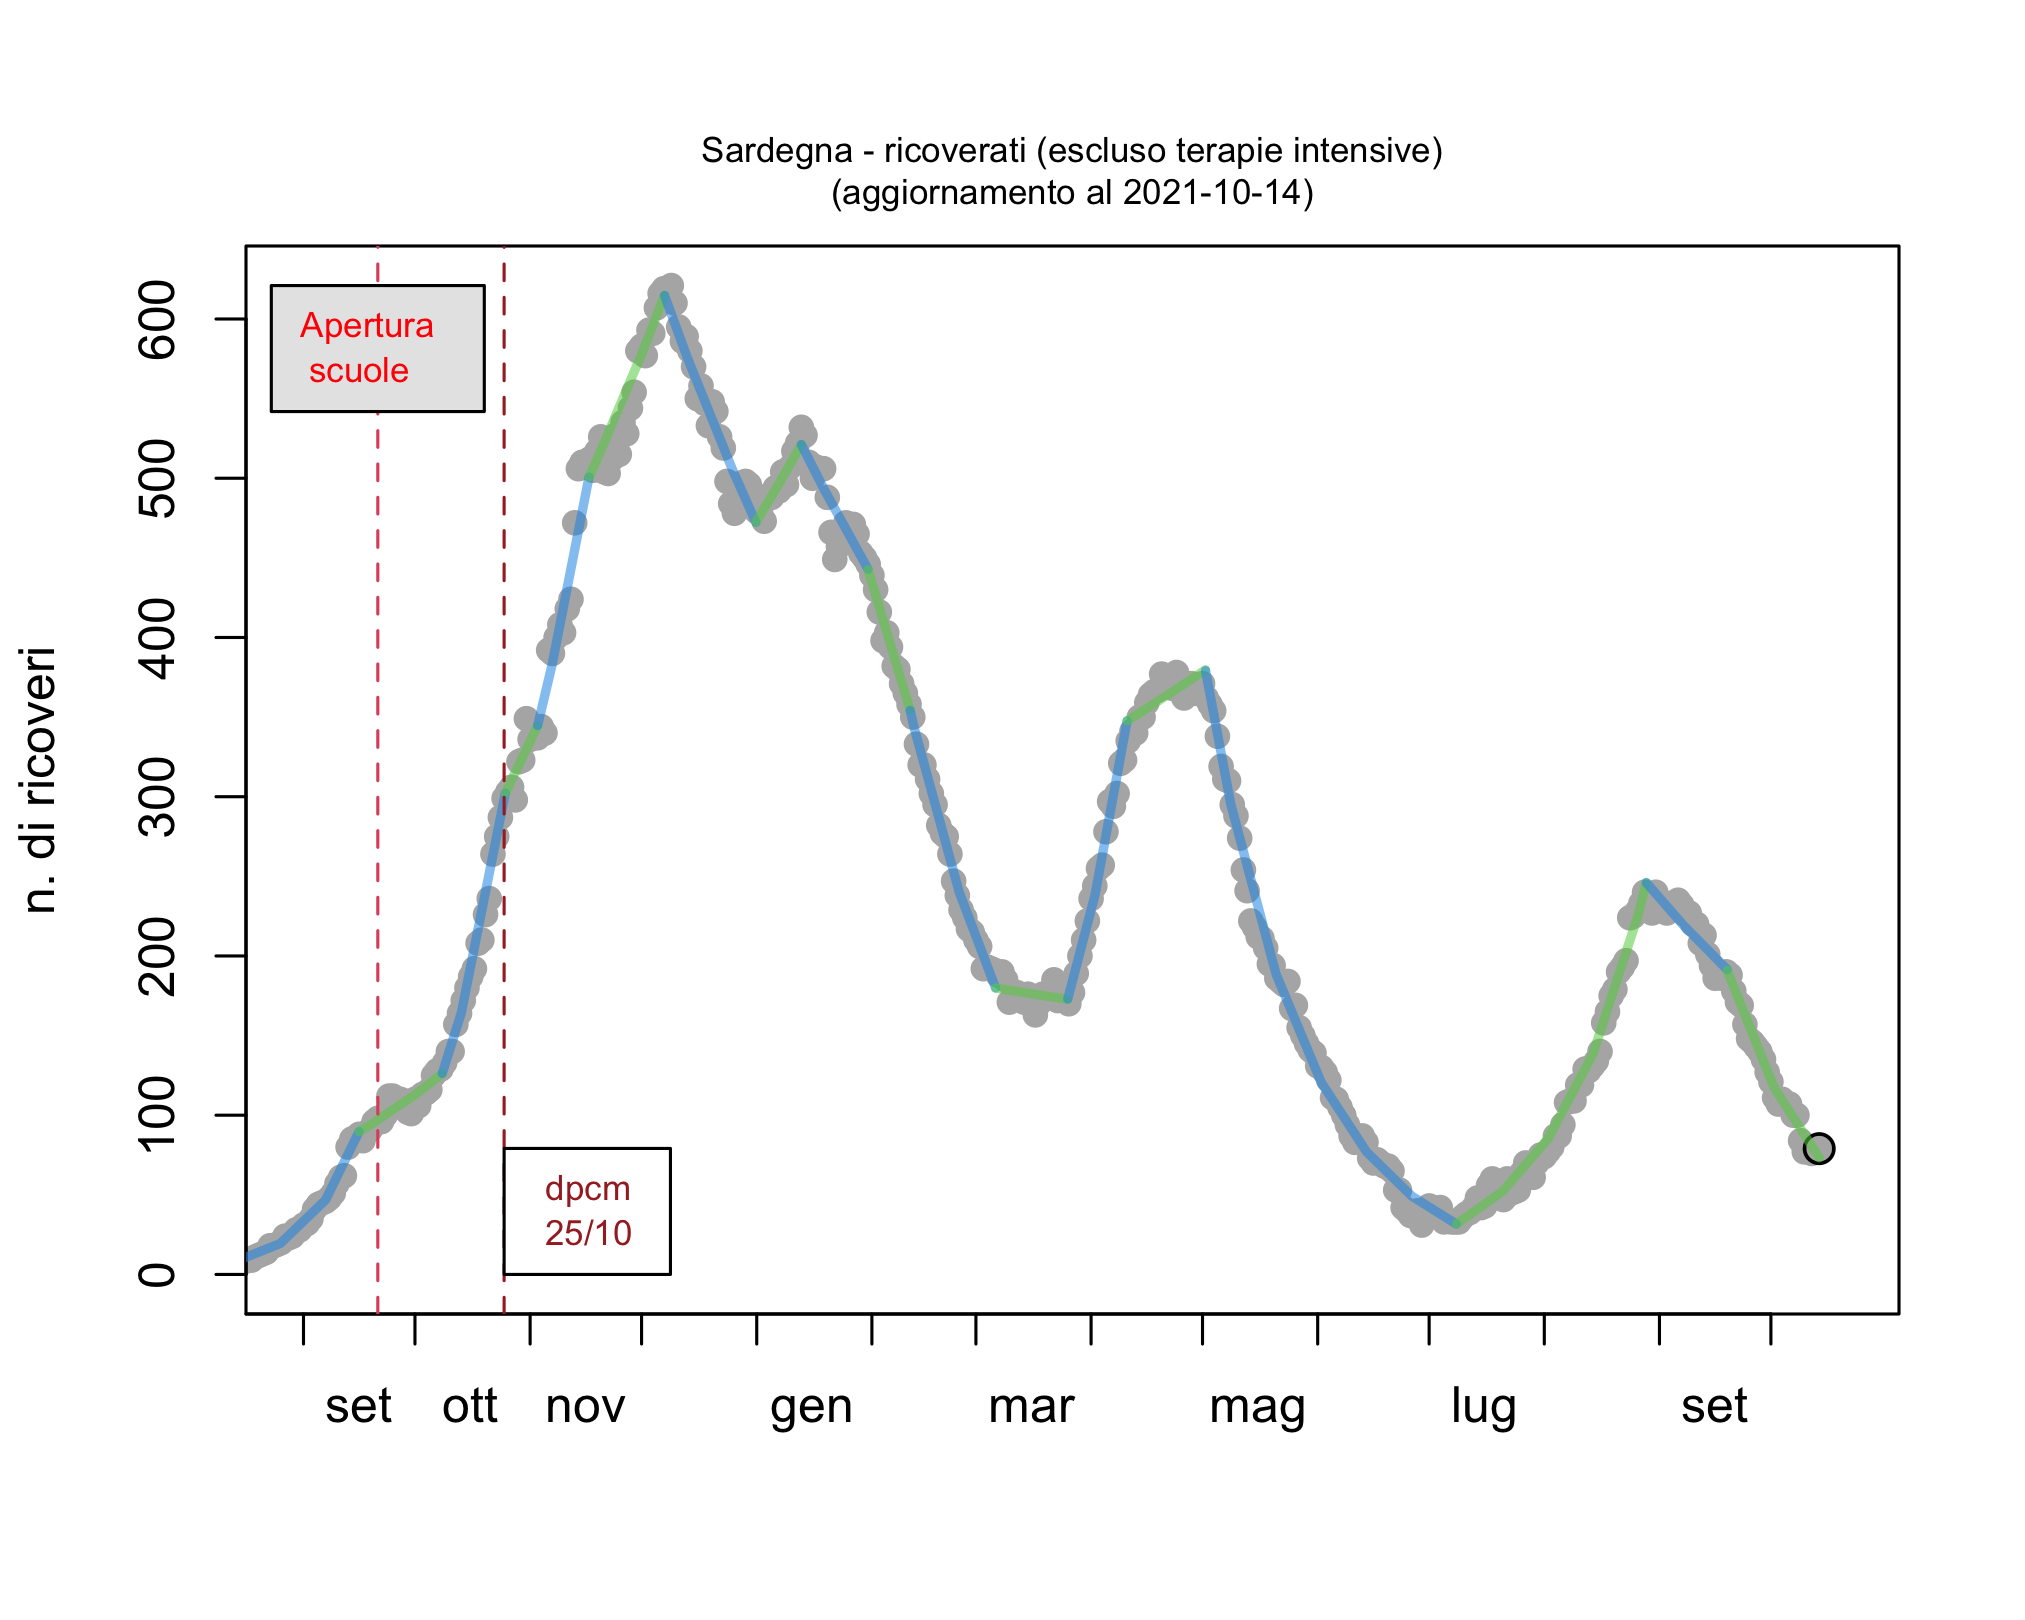 Sardegna - ricoverati (escluso terapie intensive)
(aggiornamento al 2021-10-14)
n. di ricoveri
600
500
400
300
200
100
0
Apertura
scuole
dpcm
25/10
set ott nov gen mar mag lug set